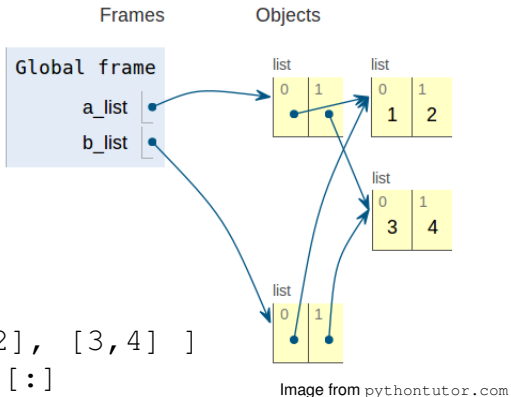 Frames Objects
Global frame
a_list
b_list
list
0 1
list
0 1
1 2
list
0 1
3 4
list
0 1
2], [3,4] ]
[:]
Image from pythontutor.com